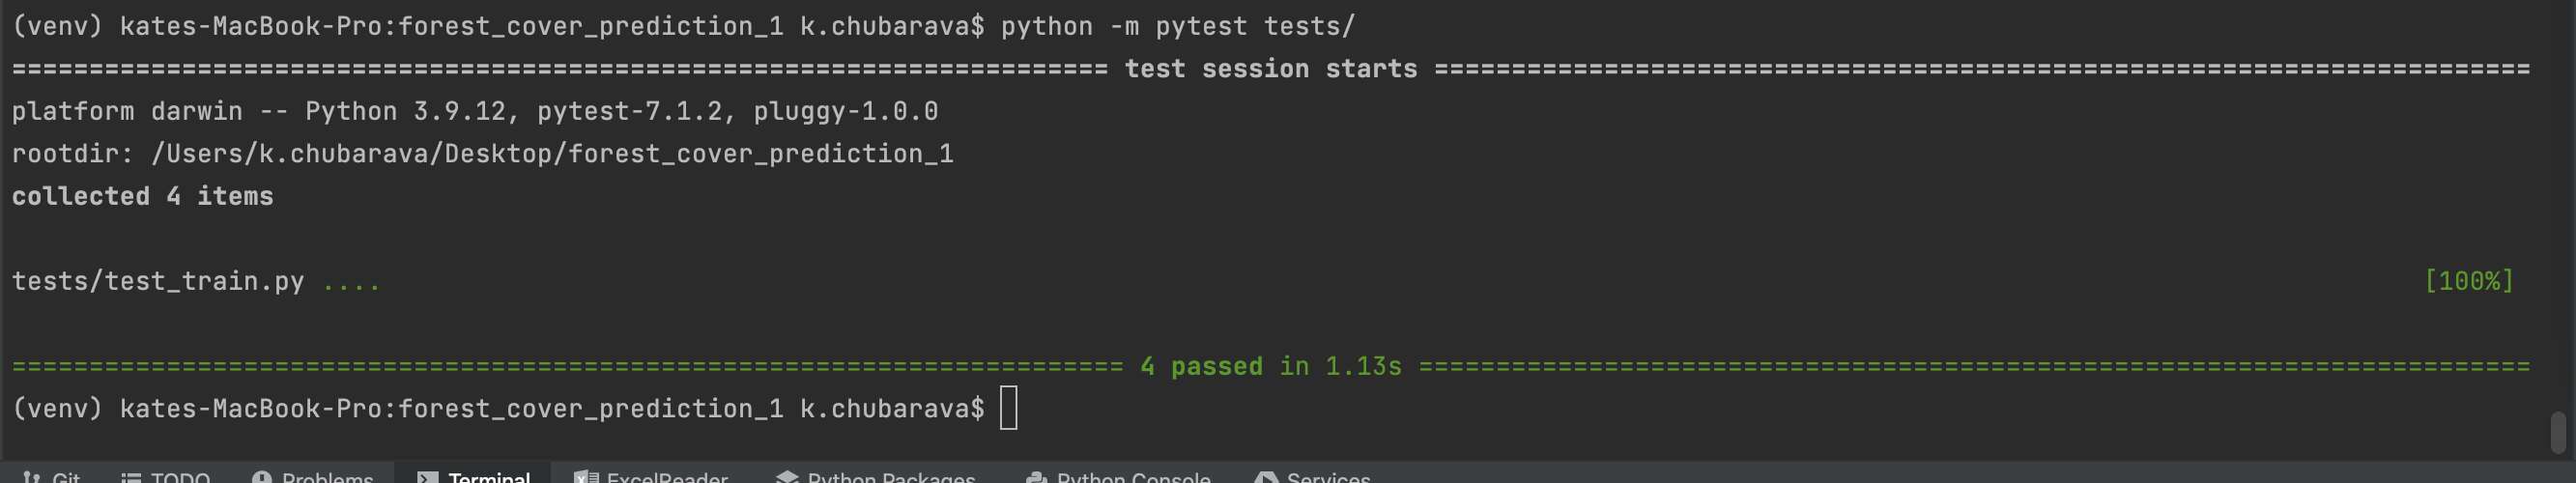 (venv) kates-MacBook-Pro:forest_cover_prediction_1 k.chubarava$ python -m pytest tests/
======================================================================= test session starts =======================================================================
platform darwin -- Python 3.9.12, pytest-7.1.2, pluggy-1.0.0
rootdir: /Users/k.chubarava/Desktop/forest_cover_prediction_1
collected 4 items
tests/test_train.py .... [100%]
======================================================================== 4 passed in 1.13s ========================================================================
(venv) kates-MacBook-Pro:forest_cover_prediction_1 k.chubarava$
Git TODO Problems Terminal ExcelReader Python Packages Python Console Services